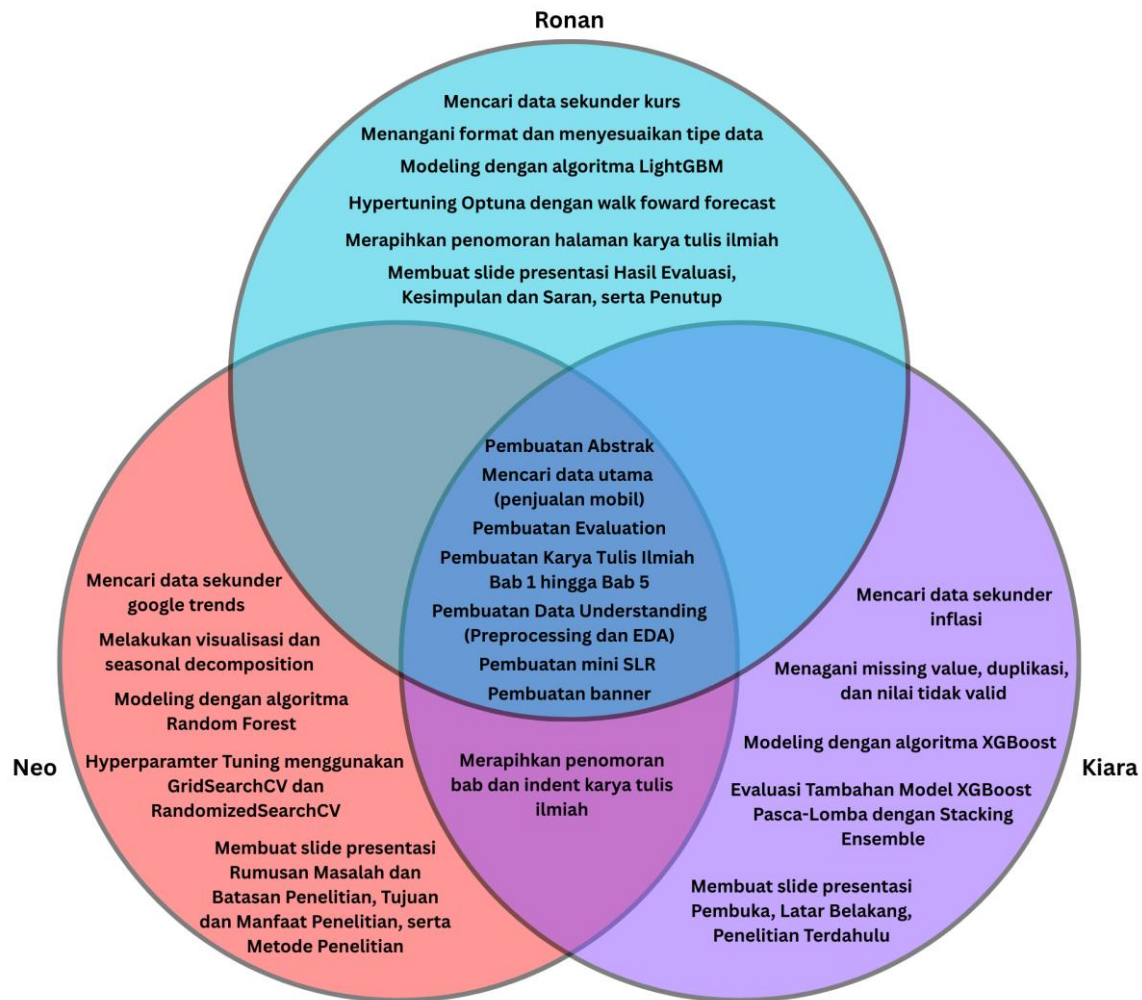 Ronan
Mencari data sekunder kurs
Menangani format dan menyesuaikan tipe data
Modeling dengan algoritma LightGBM
Hypertuning Optuna dengan walk foward forecast
Merapihkan penomoran halaman karya tulis ilmiah
Membuat slide presentasi Hasil Evaluasi,
Kesimpulan dan Saran, serta Penutup
Pembuatan Abstrak
Mencari data utama
(penjualan mobil)
Pembuatan Evaluation
Pembuatan Karya Tulis Ilmiah
Bab 1 hingga Bab 5
Pembuatan Data Understanding
(Preprocessing dan EDA)
Pembuatan mini SLR
Pembuatan banner
Neo
Mencari data sekunder
google trends
Melakukan visualisasi dan
seasonal decomposition
Modeling dengan algoritma
Random Forest
Hyperparamter Tuning menggunakan
GridSearchCV dan
RandomizedSearchCV
Membuat slide presentasi
Rumusan Masalah dan
Batasan Penelitian, Tujuan
dan Manfaat Penelitian, serta
Metode Penelitian
Merapihkan penomoran
bab dan indent karya tulis
ilmiah
Kiara
Mencari data sekunder
inflasi
Menagani missing value, duplikasi,
dan nilai tidak valid
Modeling dengan algoritma XGBoost
Evaluasi Tambahan Model XGBoost
Pasca-Lomba dengan Stacking
Ensemble
Membuat slide presentasi
Pembuka, Latar Belakang,
Penelitian Terdahulu